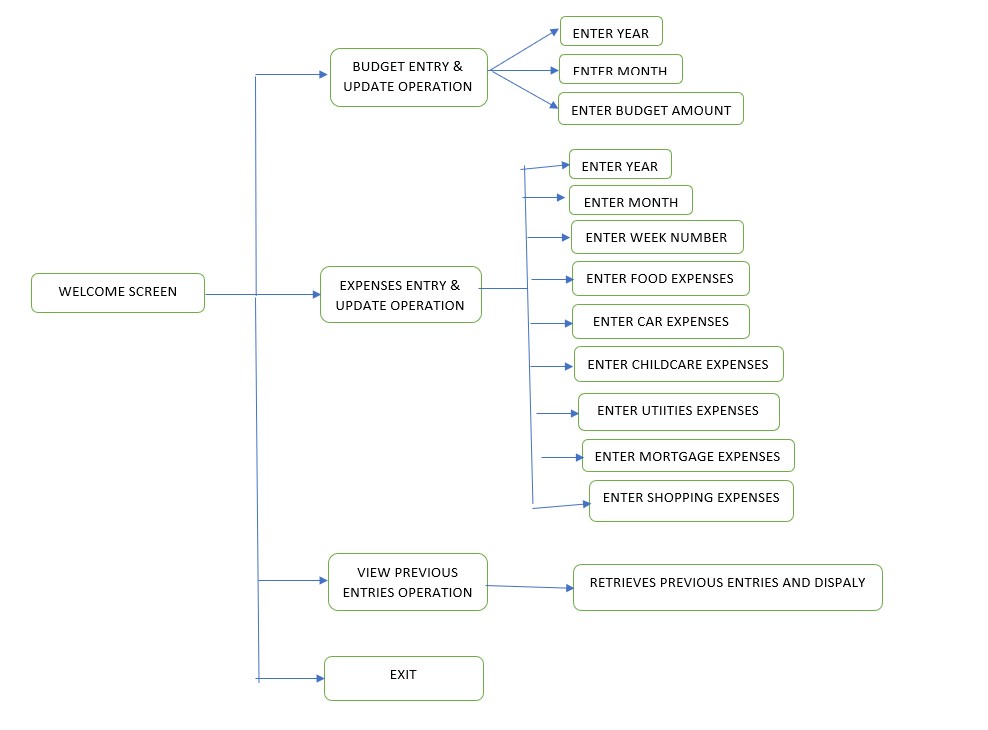 WELCOME SCREEN
BUDGET ENTRY &
UPDATE OPERATION
ENTER YEAR
ENTER MONTH
ENTER BUDGET AMOUNT
EXPENSES ENTRY &
UPDATE OPERATION
ENTER YEAR
ENTER MONTH
ENTER WEEK NUMBER
ENTER FOOD EXPENSES
ENTER CAR EXPENSES
ENTER CHILDCARE EXPENSES
ENTER UTIITIES EXPENSES
ENTER MORTGAGE EXPENSES
ENTER SHOPPING EXPENSES
VIEW PREVIOUS
ENTRIES OPERATION
RETRIEVES PREVIOUS ENTRIES AND DISPALY
EXIT